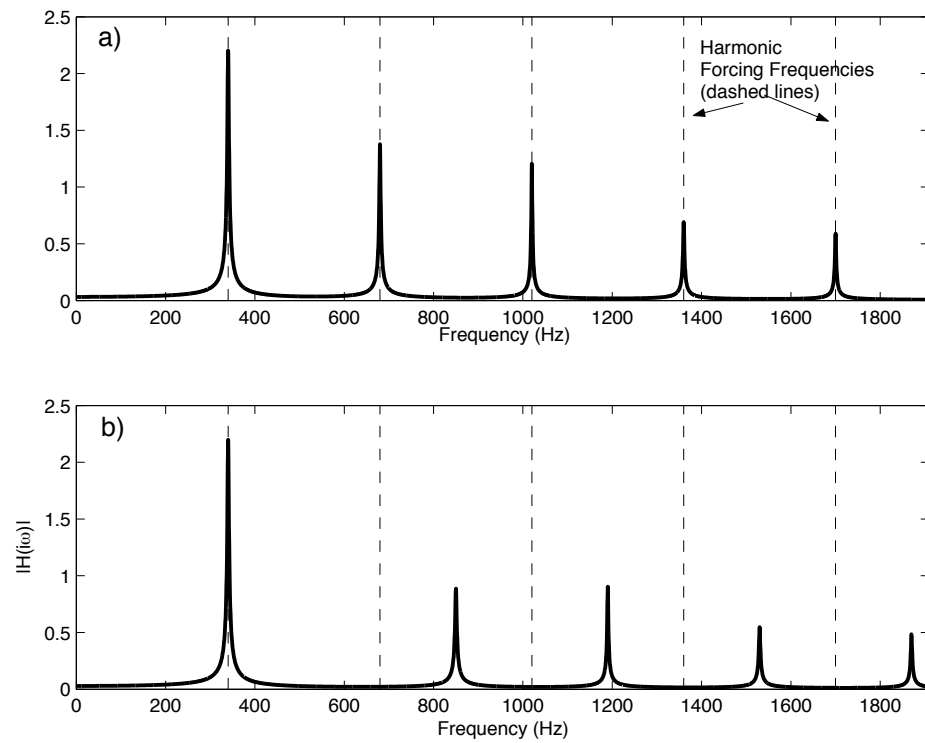 a)
Harmonic
Forcing Frequencies
(dashed lines)
2.5
2
1.5
1
0.5
0
0 200 400 600 800 1000 1200 1400 1600 1800
Frequency (Hz)
b)
|H(iω)|
2.5
2
1.5
1
0.5
0
0 200 400 600 800 1000 1200 1400 1600 1800
Frequency (Hz)